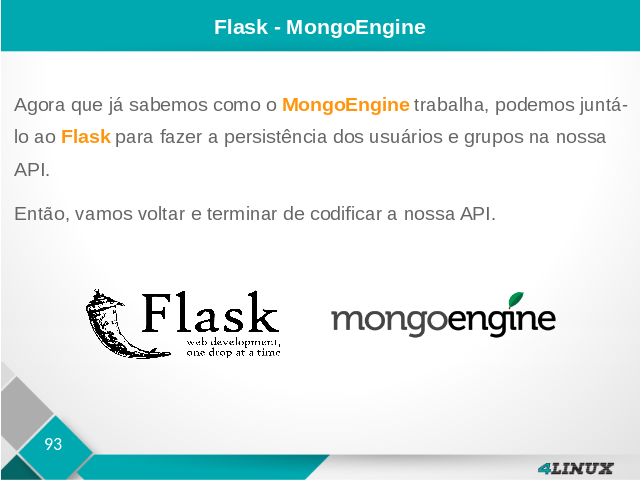 Flask - MongoEngine
Agora que já sabemos como o MongoEngine trabalha, podemos juntá-
lo ao Flask para fazer a persistência dos usuários e grupos na nossa
API.
Então, vamos voltar e terminar de codificar a nossa API.
Flask
web development,
one drop at a time
mongoengine
93
4LINUX